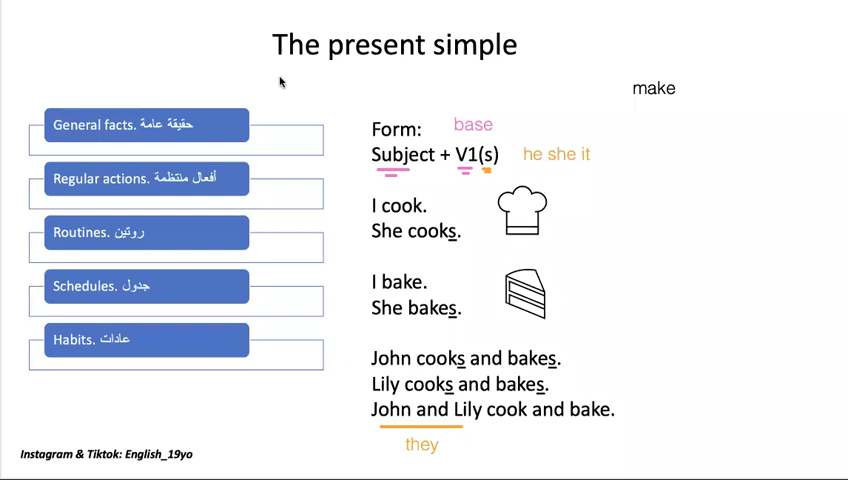 The present simple
make
General facts. حقيقة عامة
Regular actions. أفعال منتظمة
Routines. روتين
Schedules. جدول
Habits. عادات
Form:
base
Subject + V1(s)
he she it
I cook.
She cooks.
I bake.
She bakes.
John cooks and bakes.
Lily cooks and bakes.
John and Lily cook and bake.
they
Instagram & Tiktok: English_19yo